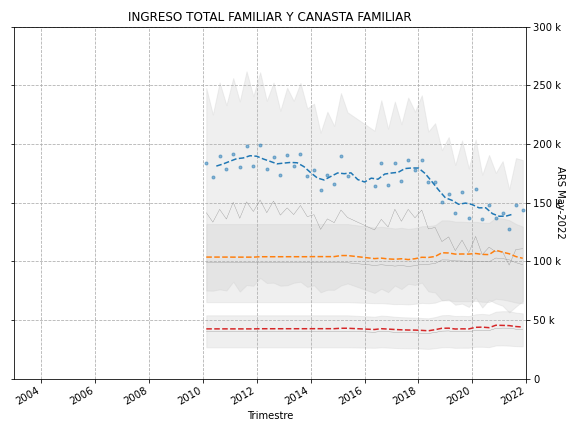 INGRESO TOTAL FAMILIAR Y CANASTA FAMILIAR
300 k
250 k
200 k
150 k
100 k
50 k
0
ARS May-2022
2004
2006
2008
2010
2012
2014
2016
2018
2020
2022
Trimestre